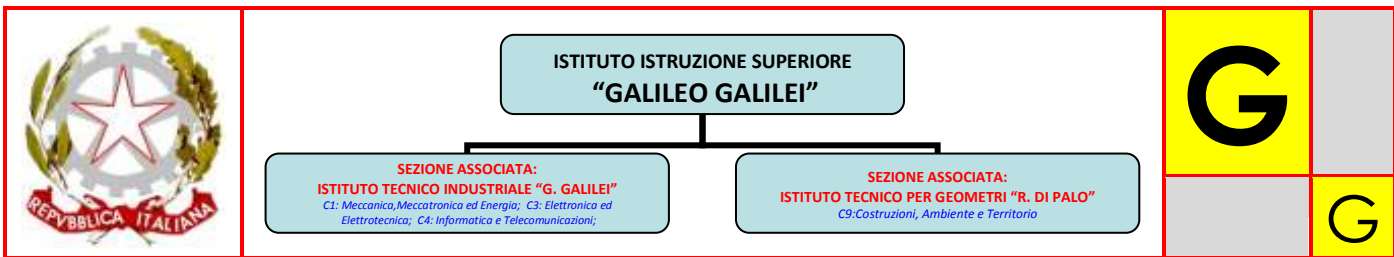 REPVBBLICA ITALIANA
ISTITUTO ISTRUZIONE SUPERIORE
“GALILEO GALILEI”
SEZIONE ASSOCIATA:
ISTITUTO TECNICO INDUSTRIALE “G. GALILEI”
C1: Meccanica,Meccatronica ed Energia; C3: Elettronica ed
Elettrotecnica; C4: Informatica e Telecomunicazioni;
SEZIONE ASSOCIATA:
ISTITUTO TECNICO PER GEOMETRI “R. DI PALO”
C9:Costruzioni, Ambiente e Territorio
G
G